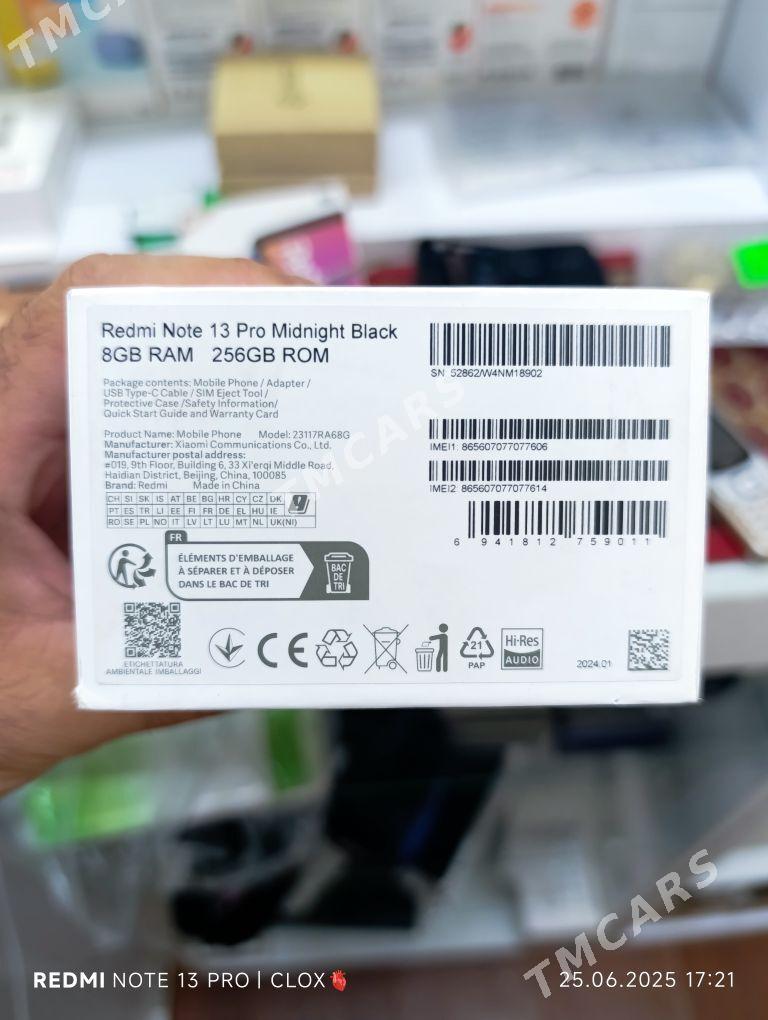 TMCARS
Redmi Note 13 Pro Midnight Black
8GB RAM 256GB ROM
Package contents: Mobile Phone / Adapter /
USB Type-C Cable / SIM Eject Tool /
Protective Case /Safety Information/
Quick Start Guide and Warranty Card
Product Name: Mobile Phone Model: 23117RA68G
Manufacturer: Xiaomi Communications Co., Ltd.
Manufacturer postal address:
#019, 9th Floor, Building 6, 33 Xi'erqi Middle Road,
Haidian District, Beijing, China, 100085
Brand: Redmi Made in China
CH SI SK IS AT BE BG HR CY CZ DK
PT ES TR LI EE FI FR DE EL HU IE
RO SE PL NO IT LV LT LU MT NL UK(NI)
SN: 52862/W4NM18902
IMEI1: 865607077077606
IMEI2: 865607077077614
6 941812 759011
TMCARS
FR
ÉLÉMENTS D'EMBALLAGE
À SÉPARER ET À DÉPOSER
DANS LE BAC DE TRI
BAC
DE
TRI
ETICHETTATURA
AMBIENTALE IMBALLAGGI
CE
21
PAP
Hi-Res
AUDIO
2024.01
TMCARS
REDMI NOTE 13 PRO | CLOX🫀
25.06.2025 17:21